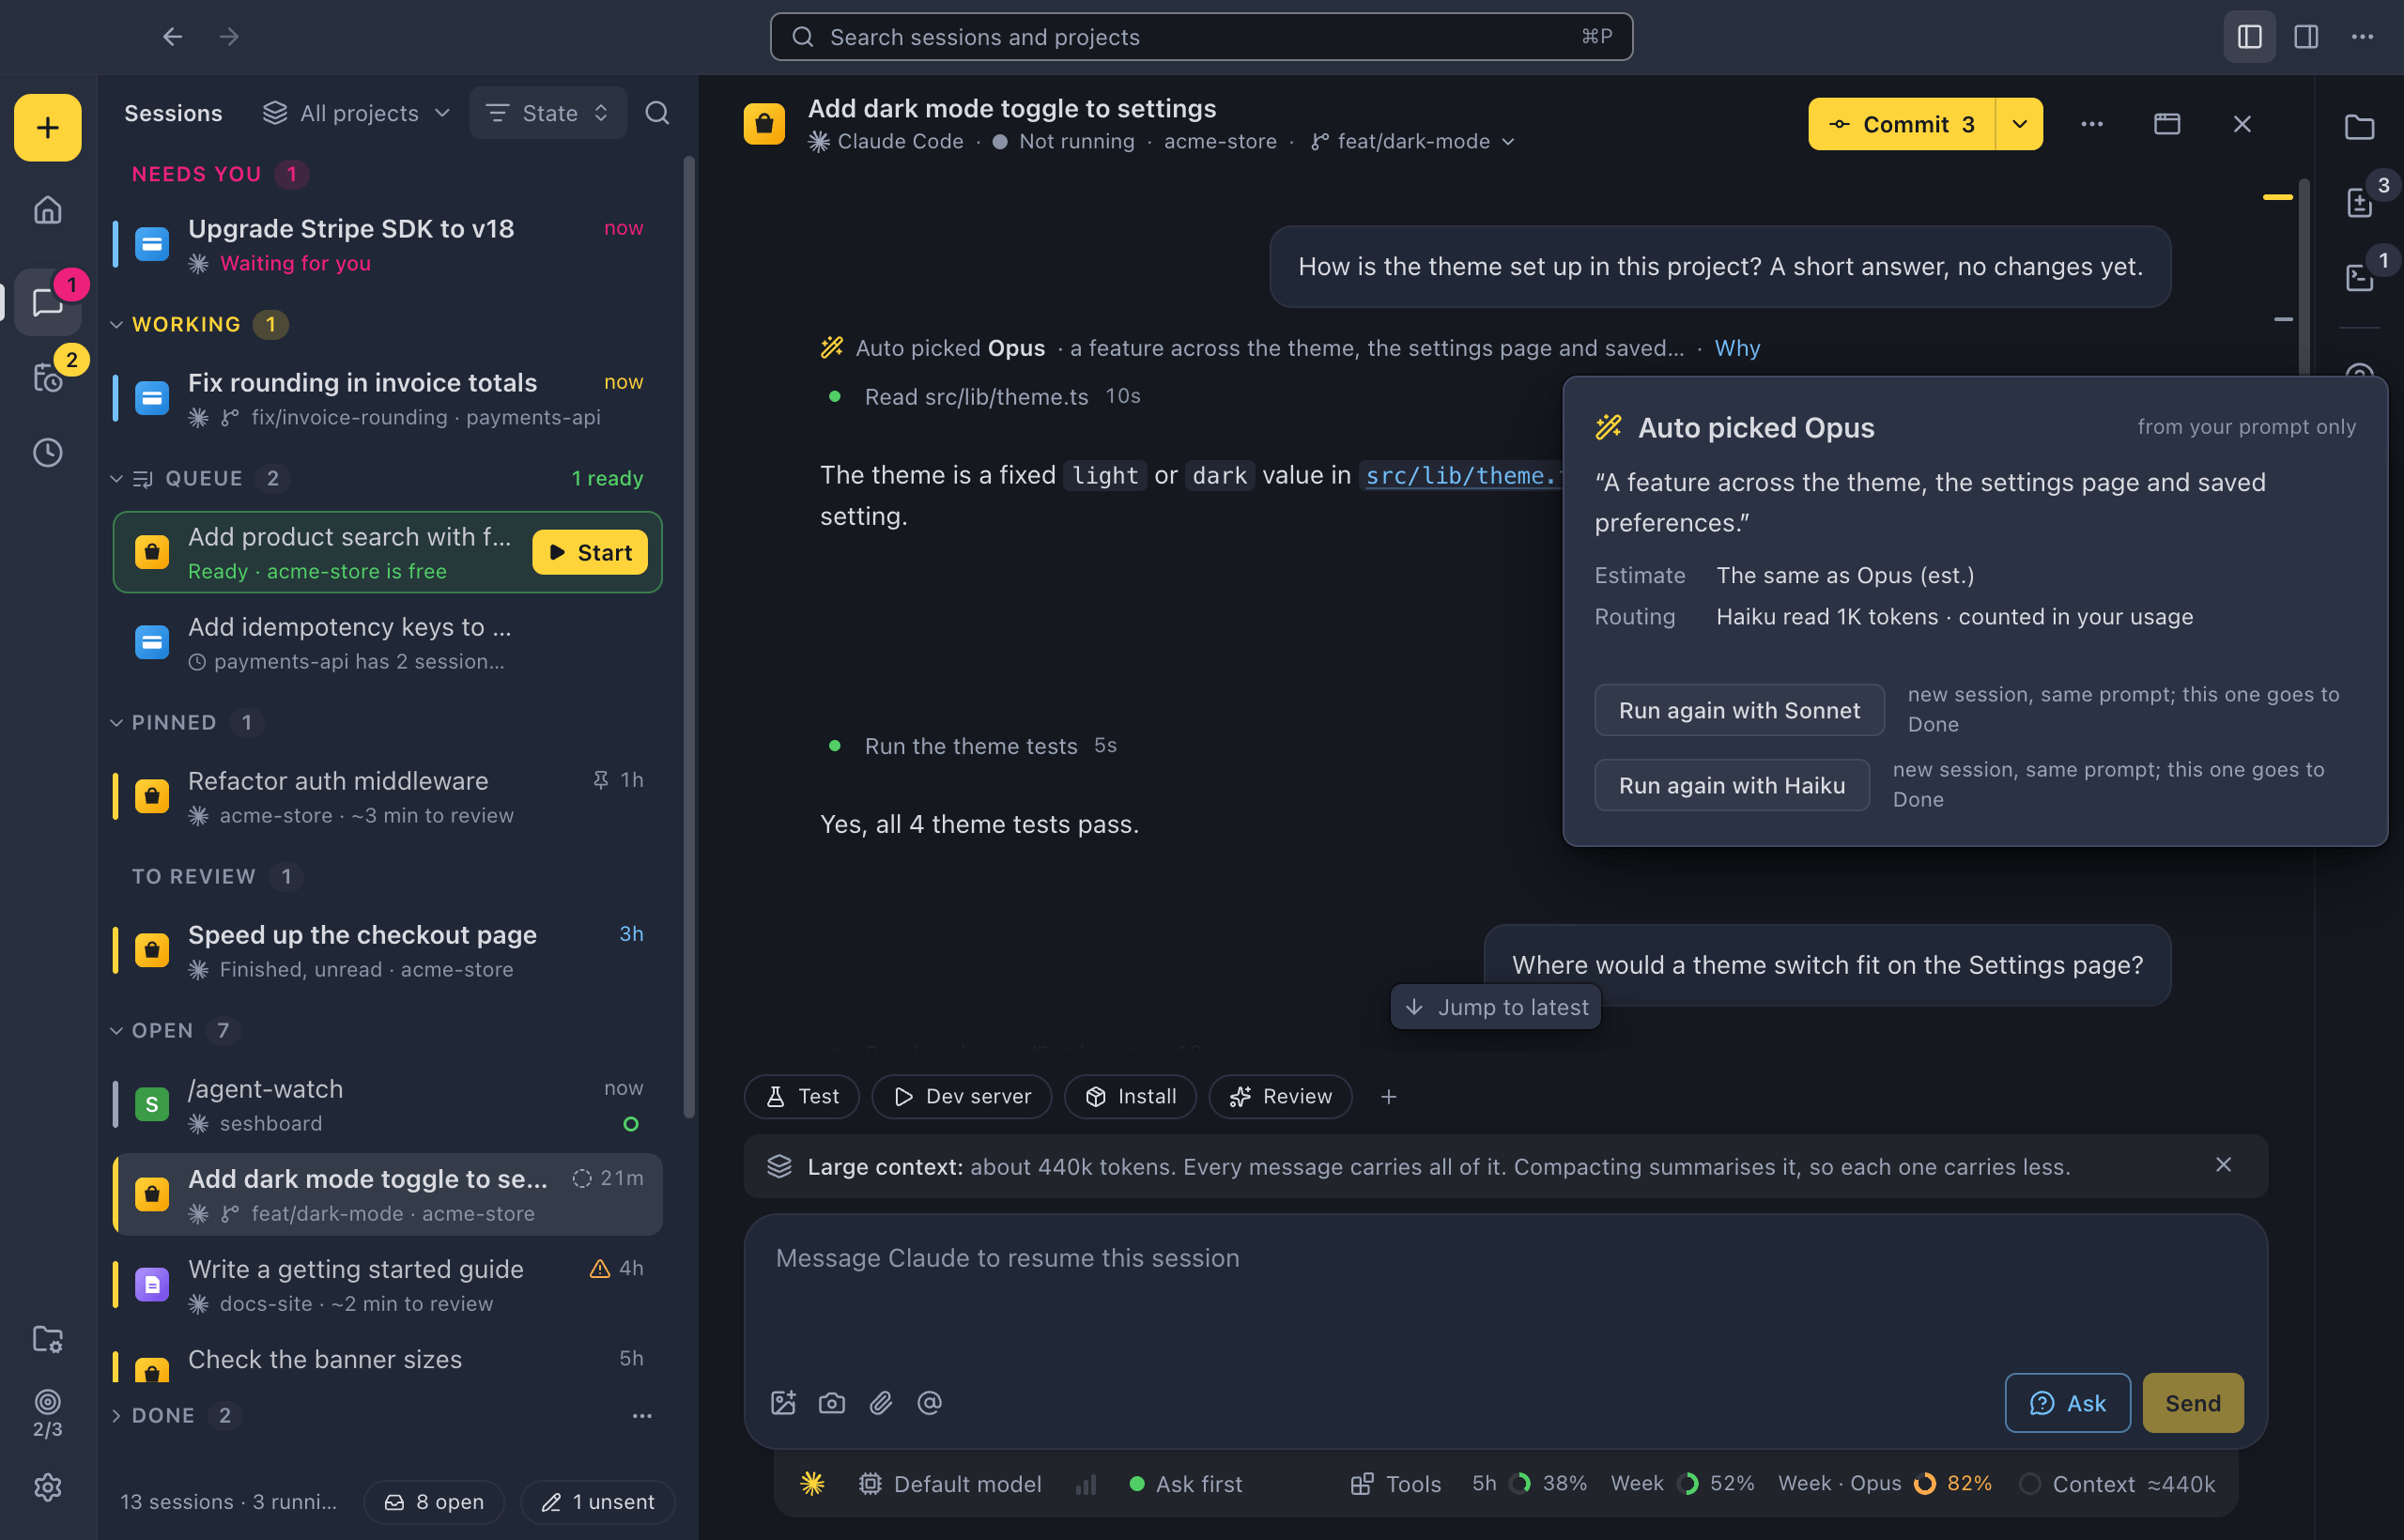 Search sessions and projects ⌘P
Sessions All projects State
NEEDS YOU 1
Upgrade Stripe SDK to v18 now
Waiting for you
WORKING 1
Fix rounding in invoice totals now
fix/invoice-rounding · payments-api
QUEUE 2 1 ready
Add product search with f...
Ready · acme-store is free
Start
Add idempotency keys to ...
payments-api has 2 session...
PINNED 1
Refactor auth middleware 1h
acme-store · ~3 min to review
TO REVIEW 1
Speed up the checkout page 3h
Finished, unread · acme-store
OPEN 7
/agent-watch now
S
seshboard
Add dark mode toggle to se... 21m
feat/dark-mode · acme-store
Write a getting started guide 4h
docs-site · ~2 min to review
Check the banner sizes 5h
DONE 2
13 sessions · 3 runni... 8 open 1 unsent
1
2
2/3
Add dark mode toggle to settings
Claude Code · Not running · acme-store · feat/dark-mode
Commit 3
3
1
How is the theme set up in this project? A short answer, no changes yet.
Auto picked Opus · a feature across the theme, the settings page and saved... · Why
Read src/lib/theme.ts 10s
The theme is a fixed light or dark value in src/lib/theme.
setting.
Run the theme tests 5s
Yes, all 4 theme tests pass.
Auto picked Opus from your prompt only
“A feature across the theme, the settings page and saved
preferences.”
Estimate The same as Opus (est.)
Routing Haiku read 1K tokens · counted in your usage
Run again with Sonnet new session, same prompt; this one goes to
Done
Run again with Haiku new session, same prompt; this one goes to
Done
Where would a theme switch fit on the Settings page?
Jump to latest
Test Dev server Install Review
Large context: about 440k tokens. Every message carries all of it. Compacting summarises it, so each one carries less.
Message Claude to resume this session
Ask Send
Default model Ask first Tools 5h 38% Week 52% Week · Opus 82% Context ≈440k